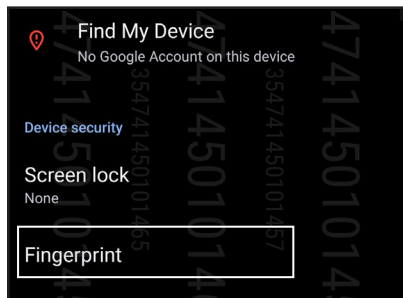 Find My Device
No Google Account on this device
Device security
Screen lock
None
Fingerprint